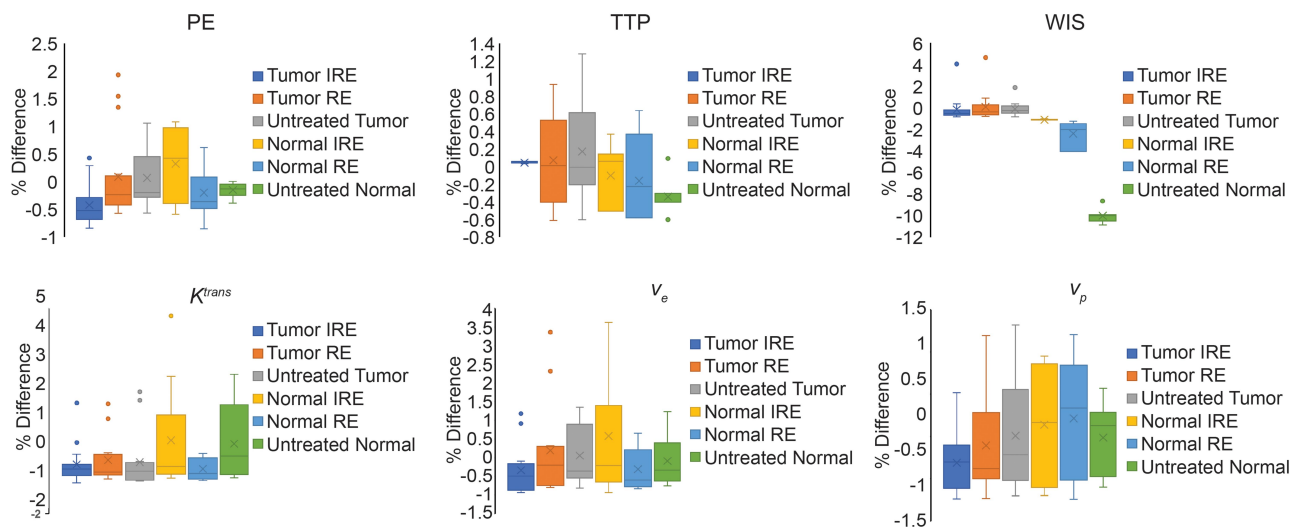 PE
2.5
2
1.5
1
0.5
0
-0.5
-1
% Difference
Tumor IRE
Tumor RE
Untreated Tumor
Normal IRE
Normal RE
Untreated Normal
TTP
1.4
1.2
1
0.8
0.6
0.4
0.2
0
-0.2
-0.4
-0.6
-0.8
% Difference
Tumor IRE
Tumor RE
Untreated Tumor
Normal IRE
Normal RE
Untreated Normal
WIS
6
4
2
0
-2
-4
-6
-8
-10
-12
% Difference
Tumor IRE
Tumor RE
Untreated Tumor
Normal IRE
Normal RE
Untreated Normal
Ktrans
5
4
3
2
1
0
-1
-2
-2
% Difference
Tumor IRE
Tumor RE
Untreated Tumor
Normal IRE
Normal RE
Untreated Normal
ve
4
3.5
3
2.5
2
1.5
1
0.5
0
-0.5
-1
-1.5
% Difference
Tumor IRE
Tumor RE
Untreated Tumor
Normal IRE
Normal RE
Untreated Normal
vp
1.5
1
0.5
0
-0.5
-1
-1.5
% Difference
Tumor IRE
Tumor RE
Untreated Tumor
Normal IRE
Normal RE
Untreated Normal